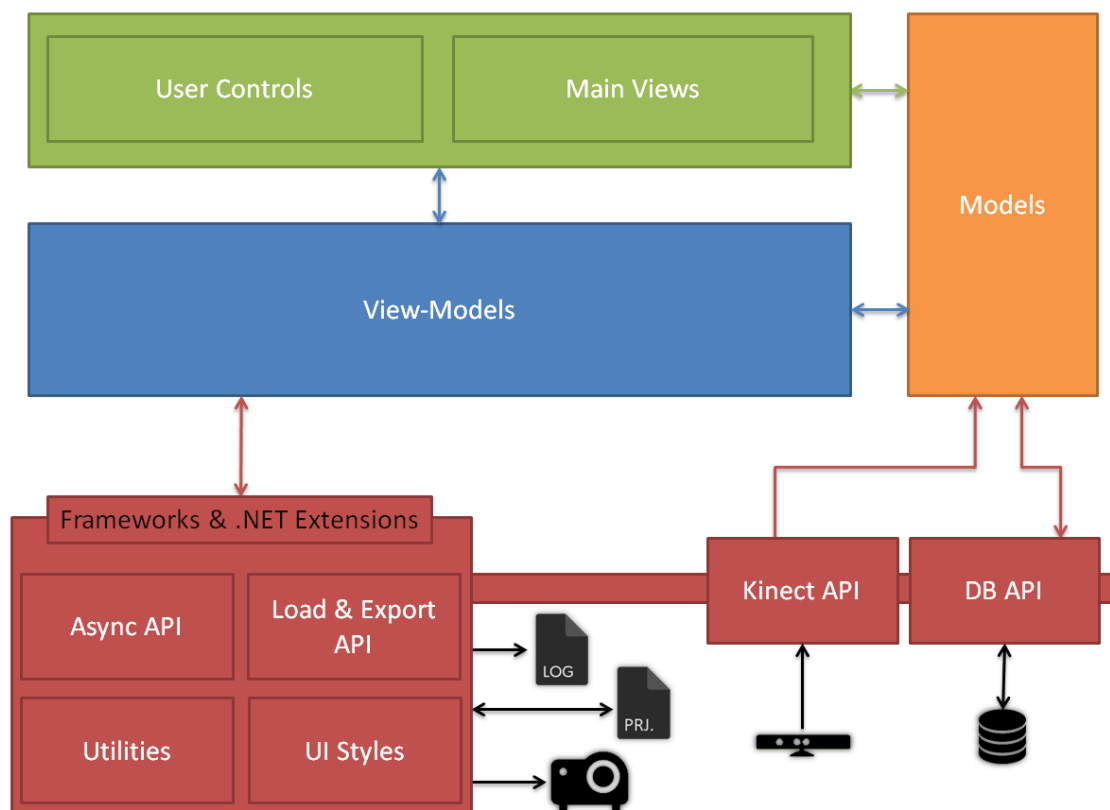 User Controls
Main Views
Models
View-Models
Frameworks & .NET Extensions
Async API
Load & Export
API
Kinect API
DB API
LOG
PRJ.
Utilities
UI Styles